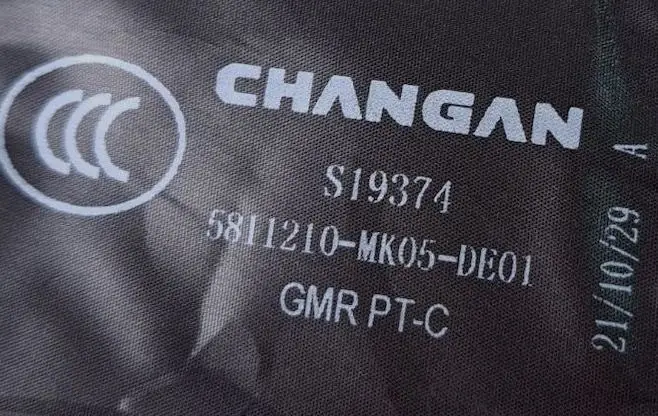 CCC
CHANGAN
S19374
5811210-MK05-DE01
GMR PT-C
21/10/29 A